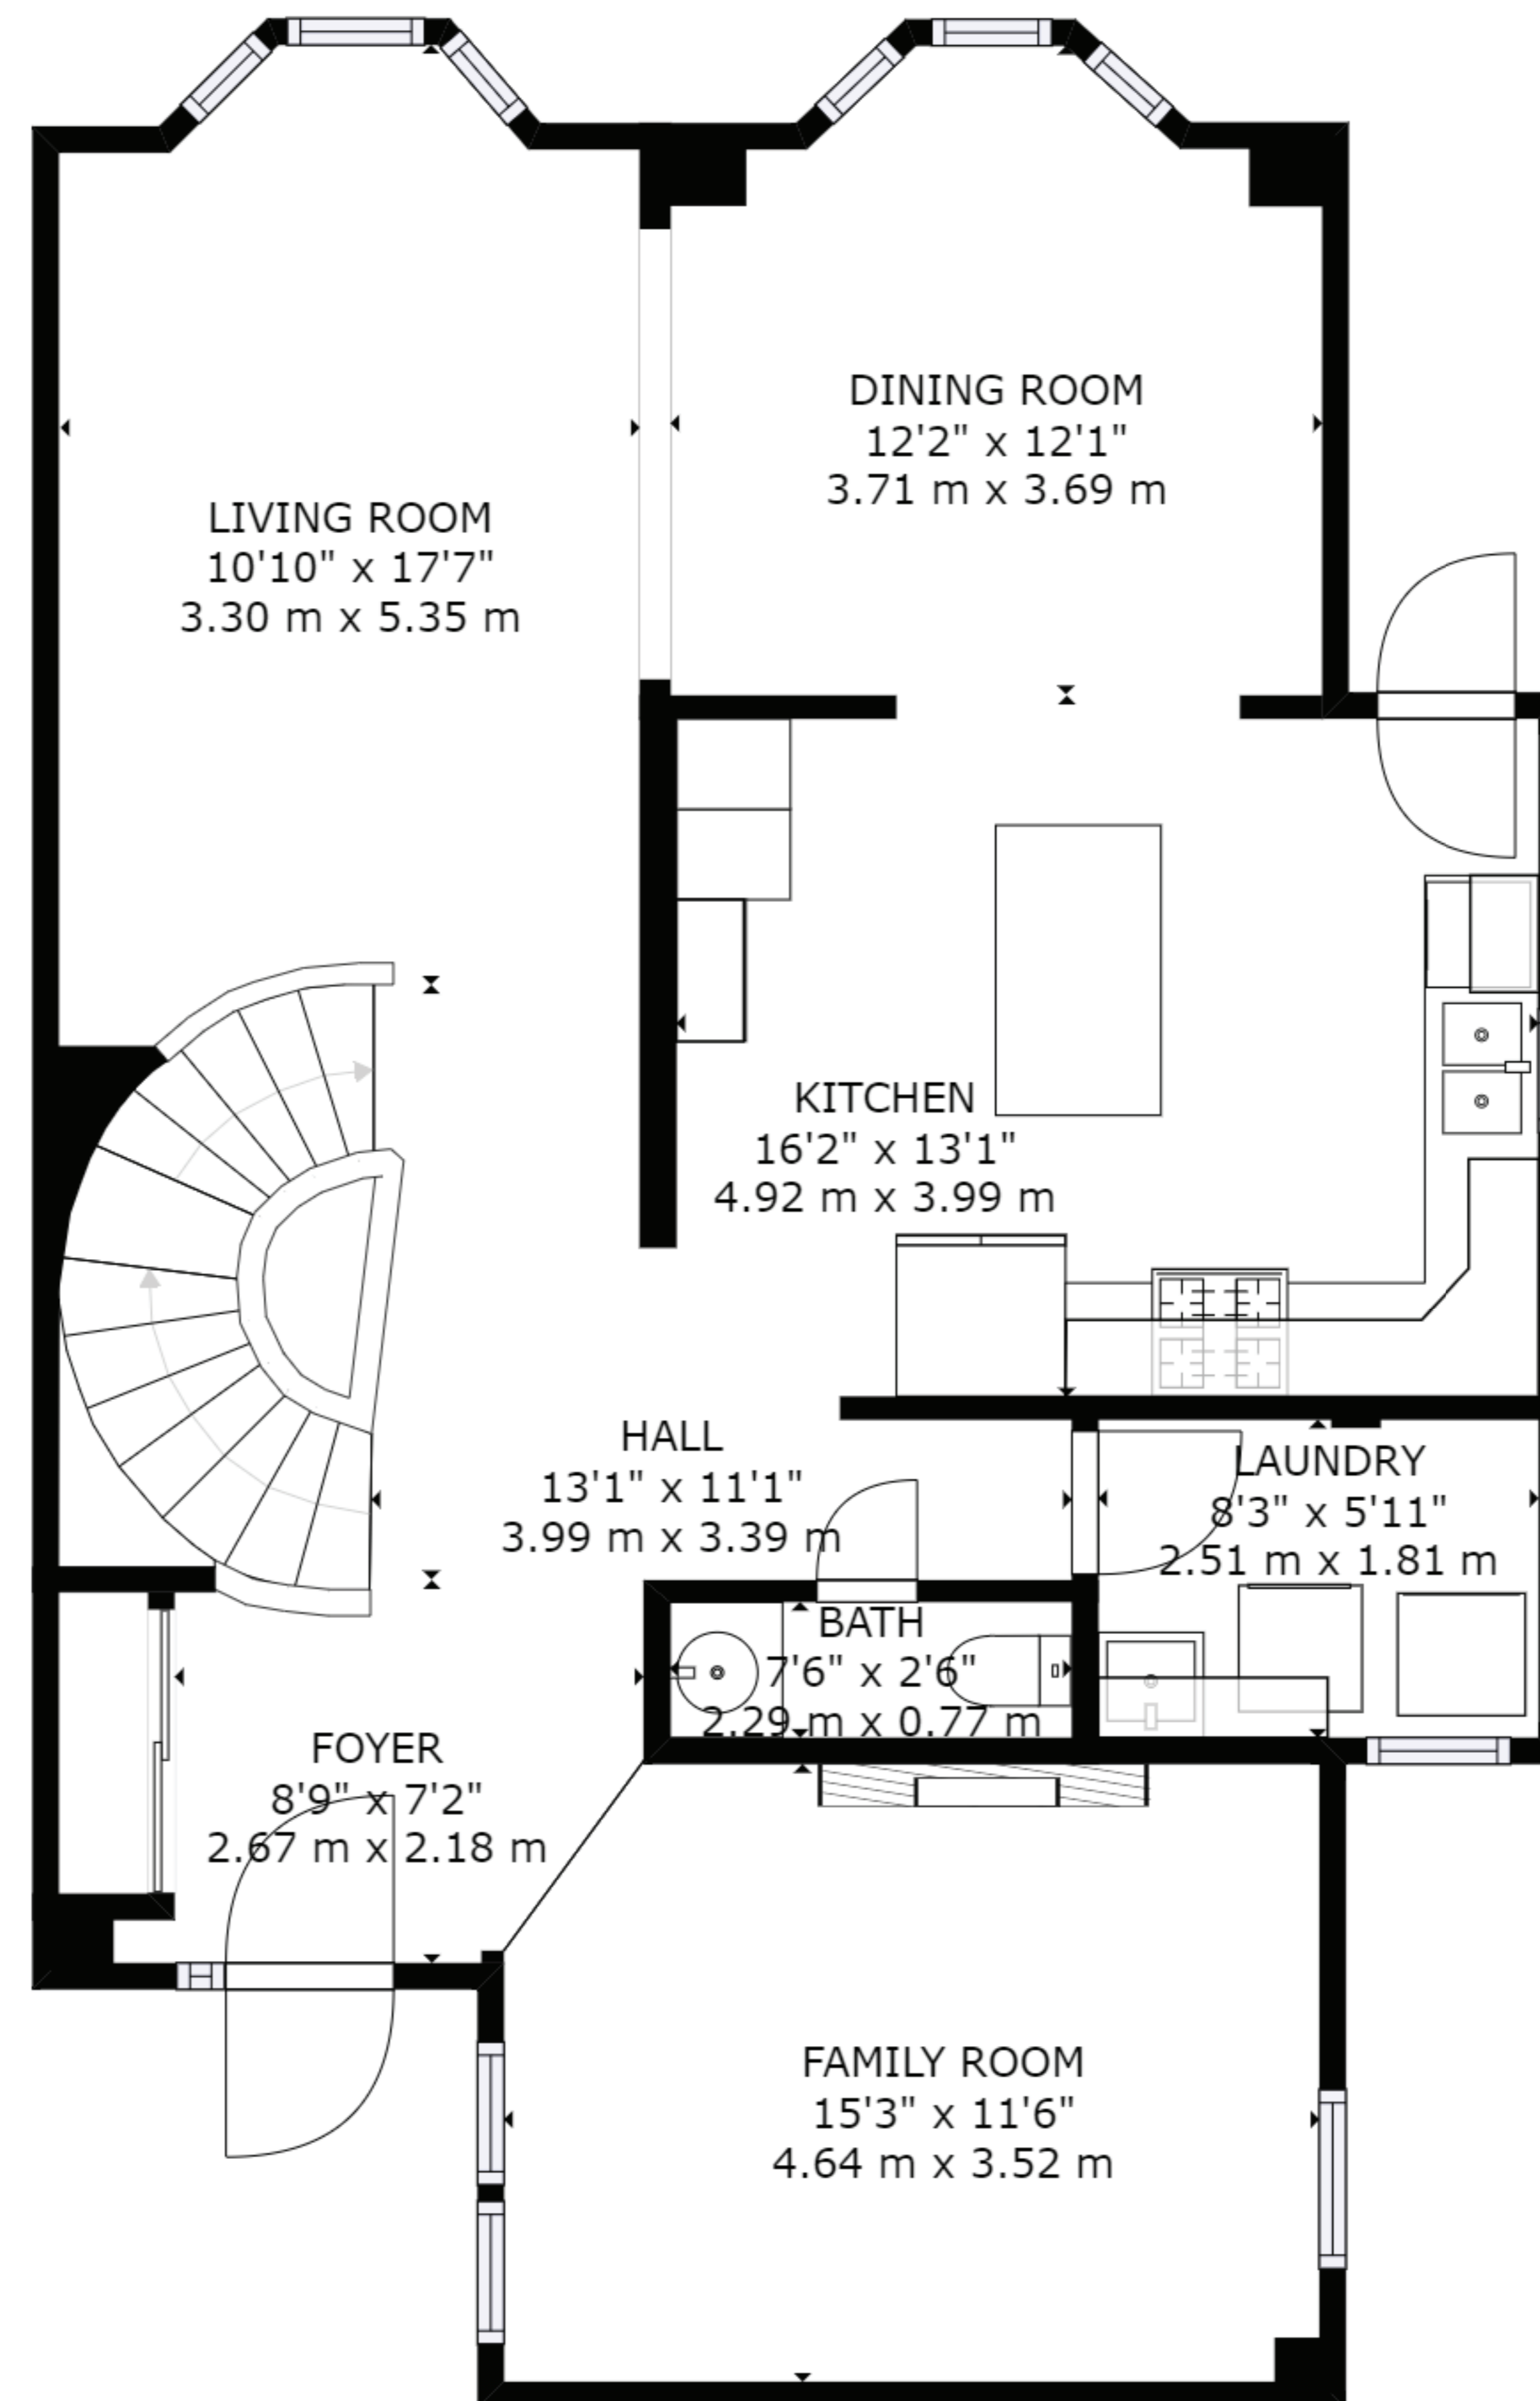 DINING ROOM
12'2" x 12'1"
3.71 m x 3.69 m
LIVING ROOM
10'10" x 17'7"
3.30 m x 5.35 m
KITCHEN
16'2" x 13'1"
4.92 m x 3.99 m
HALL
13'1" x 11'1"
3.99 m x 3.39 m
LAUNDRY
8'3" x 5'11"
2.51 m x 1.81 m
BATH
7'6" x 2'6"
2.29 m x 0.77 m
FOYER
8'9" x 7'2"
2.67 m x 2.18 m
FAMILY ROOM
15'3" x 11'6"
4.64 m x 3.52 m